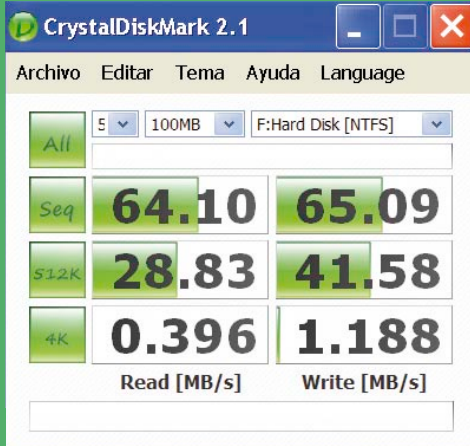 CrystalDiskMark 2.1
Archivo Editar Tema Ayuda Language
All 5 100MB F:Hard Disk [NTFS]
Seq 64.10 65.09
512K 28.83 41.58
4K 0.396 1.188
Read [MB/s] Write [MB/s]